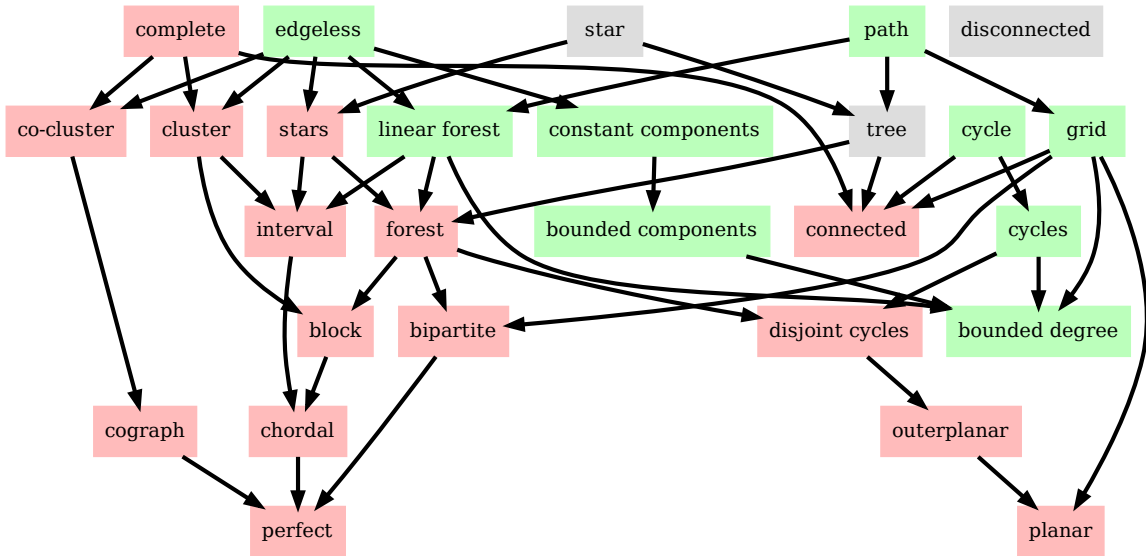 complete
edgeless
star
path
disconnected
co-cluster
cluster
stars
linear forest
constant components
tree
cycle
grid
interval
forest
bounded components
connected
cycles
block
bipartite
disjoint cycles
bounded degree
cograph
chordal
outerplanar
perfect
planar